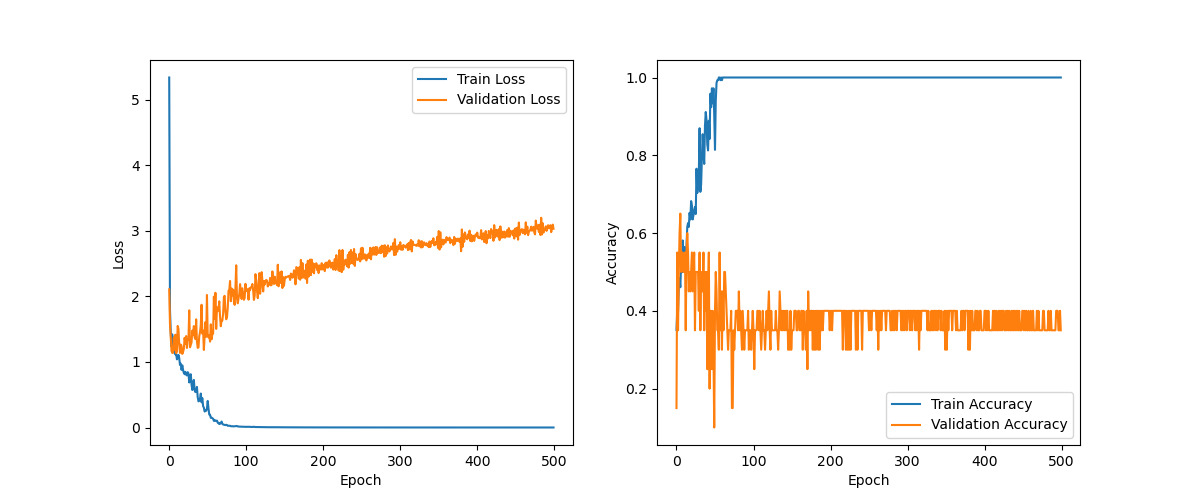 Train Loss
Validation Loss
5
4
3
2
1
0
Loss
0 100 200 300 400 500
Epoch
1.0
0.8
0.6
0.4
0.2
Accuracy
Train Accuracy
Validation Accuracy
0 100 200 300 400 500
Epoch